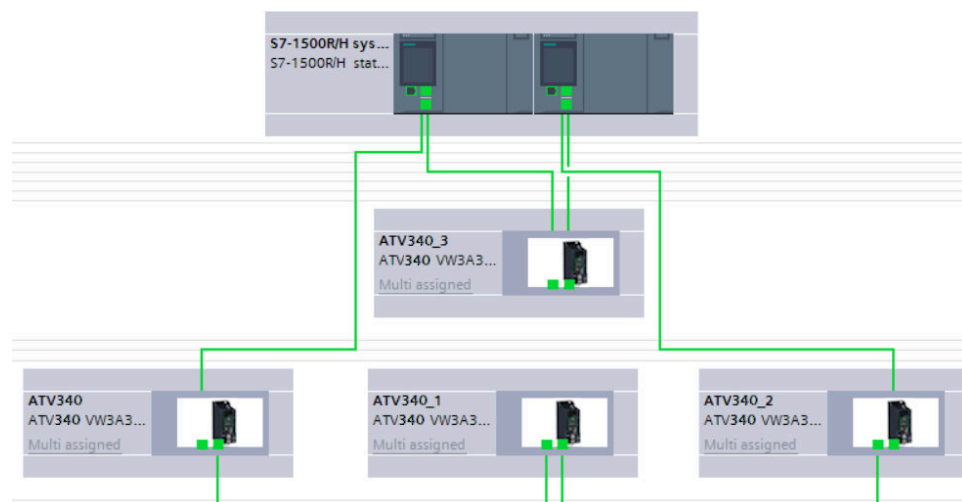 S7-1500R/H sys...
S7-1500R/H stat...
ATV340_3
ATV340 VW3A3...
Multi assigned
ATV340
ATV340 VW3A3...
Multi assigned
ATV340_1
ATV340 VW3A3...
Multi assigned
ATV340_2
ATV340 VW3A3...
Multi assigned